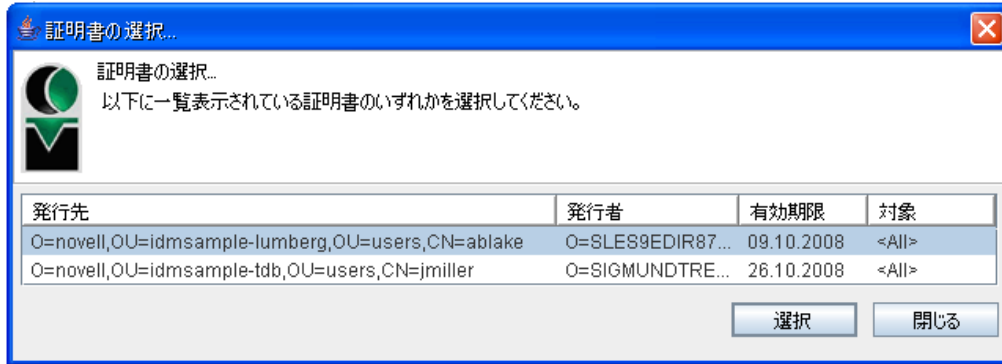 証明書の選択...
証明書の選択...
以下に一覧表示されている証明書のいずれかを選択してください。
発行先 発行者 有効期限 対象
O=novell,OU=idmsample-lumberg,OU=users,CN=ablake O=SLES9EDIR87... 09.10.2008 <All>
O=novell,OU=idmsample-tdb,OU=users,CN=jmiller O=SIGMUNDTRE... 26.10.2008 <All>
選択 閉じる